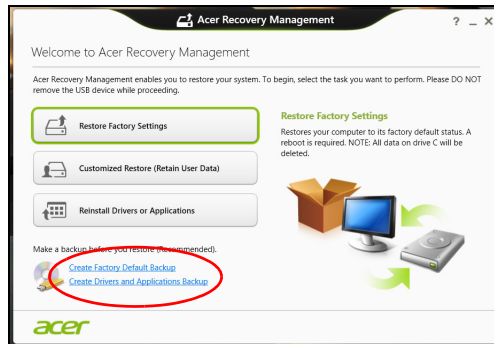 Acer Recovery Management
? _ X
Welcome to Acer Recovery Management
Acer Recovery Management enables you to restore your system. To begin, select the task you want to perform. Please DO NOT
remove the USB device while proceeding.
Restore Factory Settings
Customized Restore (Retain User Data)
Reinstall Drivers or Applications
Restore Factory Settings
Restores your computer to its factory default status. A
reboot is required. NOTE: All data on drive C will be
deleted.
Make a backup before you restore (Recommended).
Create Factory Default Backup
Create Drivers and Applications Backup
acer